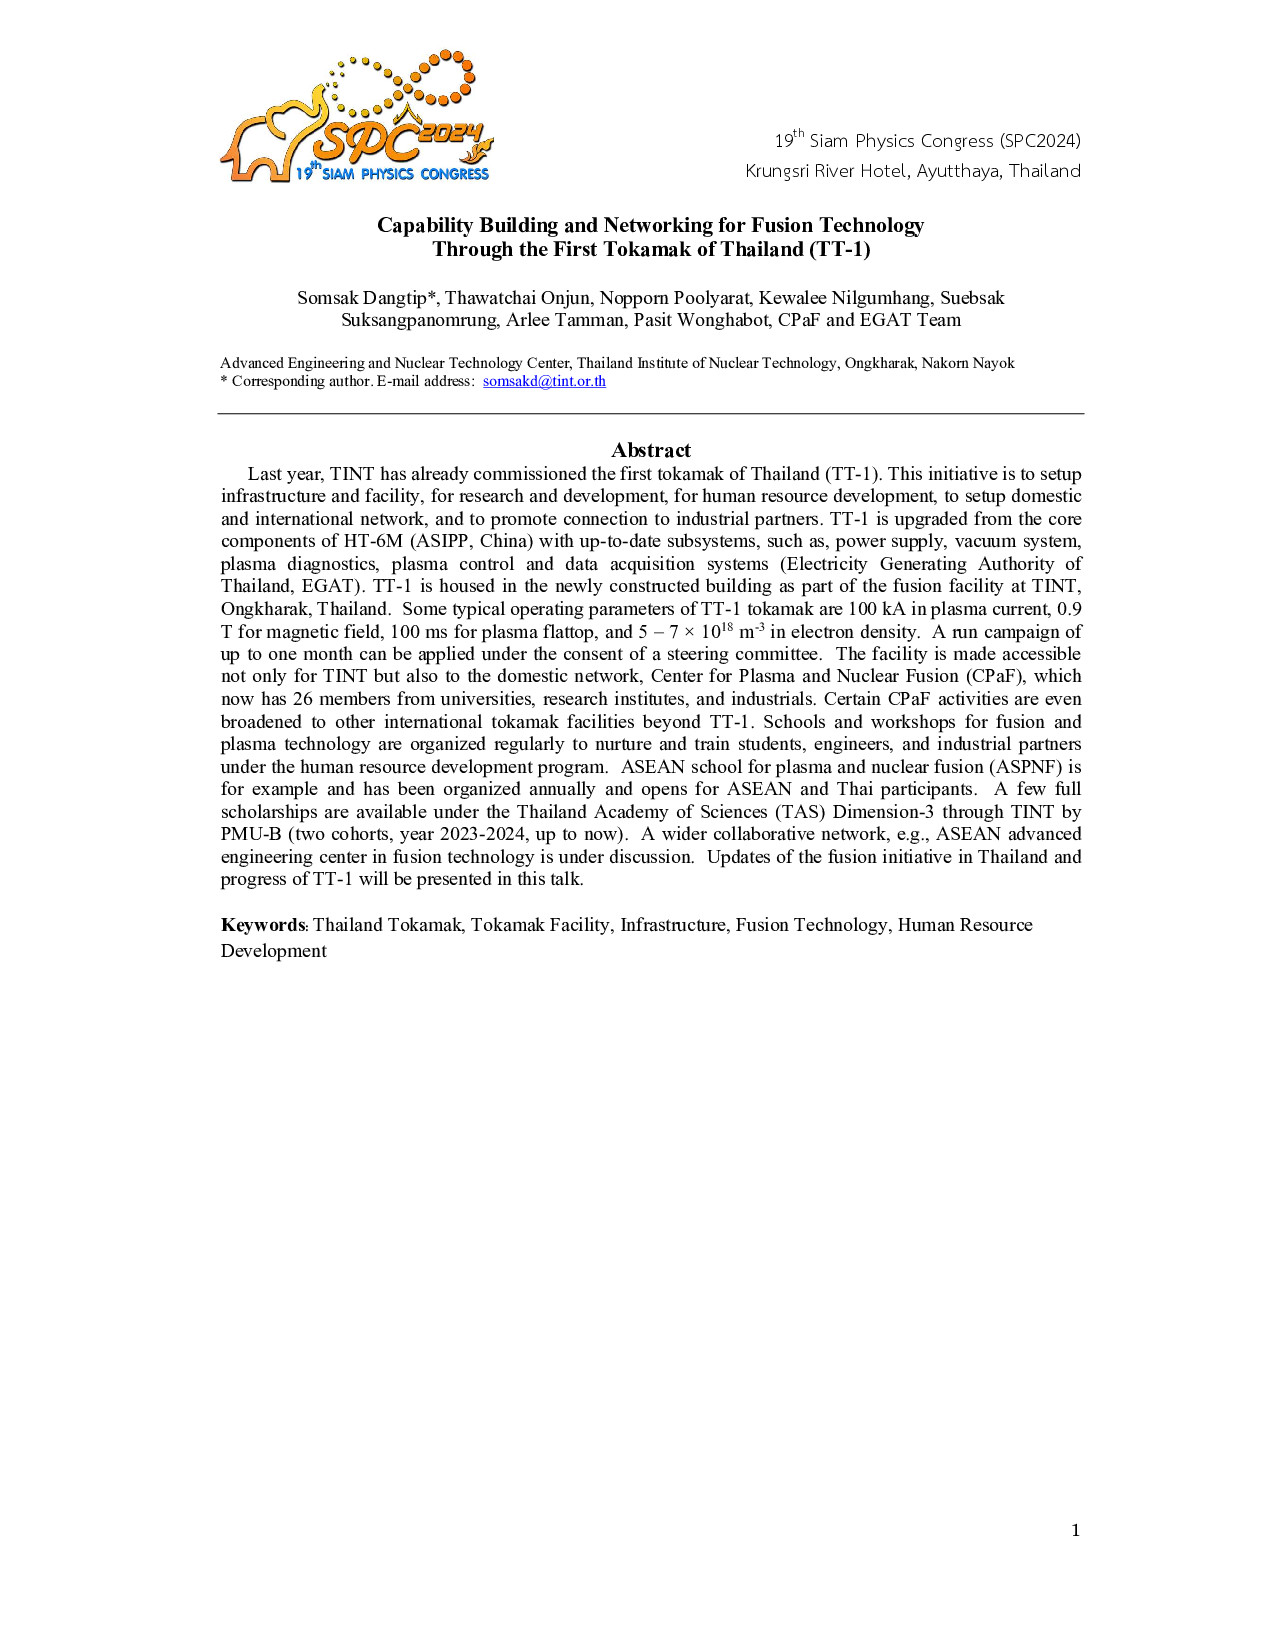 SPC 2024
19th SIAM PHYSICS CONGRESS
19th Siam Physics Congress (SPC2024)
Krungsri River Hotel, Ayutthaya, Thailand
Capability Building and Networking for Fusion Technology
Through the First Tokamak of Thailand (TT-1)
Somsak Dangtip*, Thawatchai Onjun, Nopporn Poolyarat, Kewalee Nilgumhang, Suebsak
Suksangpanomrung, Arlee Tamman, Pasit Wonghabot, CPaF and EGAT Team
Advanced Engineering and Nuclear Technology Center, Thailand Institute of Nuclear Technology, Ongkharak, Nakorn Nayok
* Corresponding author. E-mail address: somsakd@tint.or.th
Abstract
Last year, TINT has already commissioned the first tokamak of Thailand (TT-1). This initiative is to setup
infrastructure and facility, for research and development, for human resource development, to setup domestic
and international network, and to promote connection to industrial partners. TT-1 is upgraded from the core
components of HT-6M (ASIPP, China) with up-to-date subsystems, such as, power supply, vacuum system,
plasma diagnostics, plasma control and data acquisition systems (Electricity Generating Authority of
Thailand, EGAT). TT-1 is housed in the newly constructed building as part of the fusion facility at TINT,
Ongkharak, Thailand. Some typical operating parameters of TT-1 tokamak are 100 kA in plasma current, 0.9
T for magnetic field, 100 ms for plasma flattop, and 5 – 7 × 10¹⁸ m⁻³ in electron density. A run campaign of
up to one month can be applied under the consent of a steering committee. The facility is made accessible
not only for TINT but also to the domestic network, Center for Plasma and Nuclear Fusion (CPaF), which
now has 26 members from universities, research institutes, and industrials. Certain CPaF activities are even
broadened to other international tokamak facilities beyond TT-1. Schools and workshops for fusion and
plasma technology are organized regularly to nurture and train students, engineers, and industrial partners
under the human resource development program. ASEAN school for plasma and nuclear fusion (ASPNF) is
for example and has been organized annually and opens for ASEAN and Thai participants. A few full
scholarships are available under the Thailand Academy of Sciences (TAS) Dimension-3 through TINT by
PMU-B (two cohorts, year 2023-2024, up to now). A wider collaborative network, e.g., ASEAN advanced
engineering center in fusion technology is under discussion. Updates of the fusion initiative in Thailand and
progress of TT-1 will be presented in this talk.
Keywords: Thailand Tokamak, Tokamak Facility, Infrastructure, Fusion Technology, Human Resource
Development
1